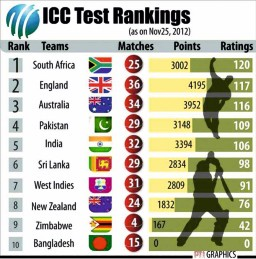 ICC Test Rankings
(as on Nov25, 2012)
Rank Teams Matches Points Ratings
1 South Africa 25 3002 120
2 England 36 4195 117
3 Australia 34 3952 116
4 Pakistan 29 3148 109
5 India 32 3394 106
6 Sri Lanka 29 2834 98
7 West Indies 31 2809 91
8 New Zealand 24 1832 76
9 Zimbabwe 4 167 42
10 Bangladesh 15 0 0
PTI GRAPHICS